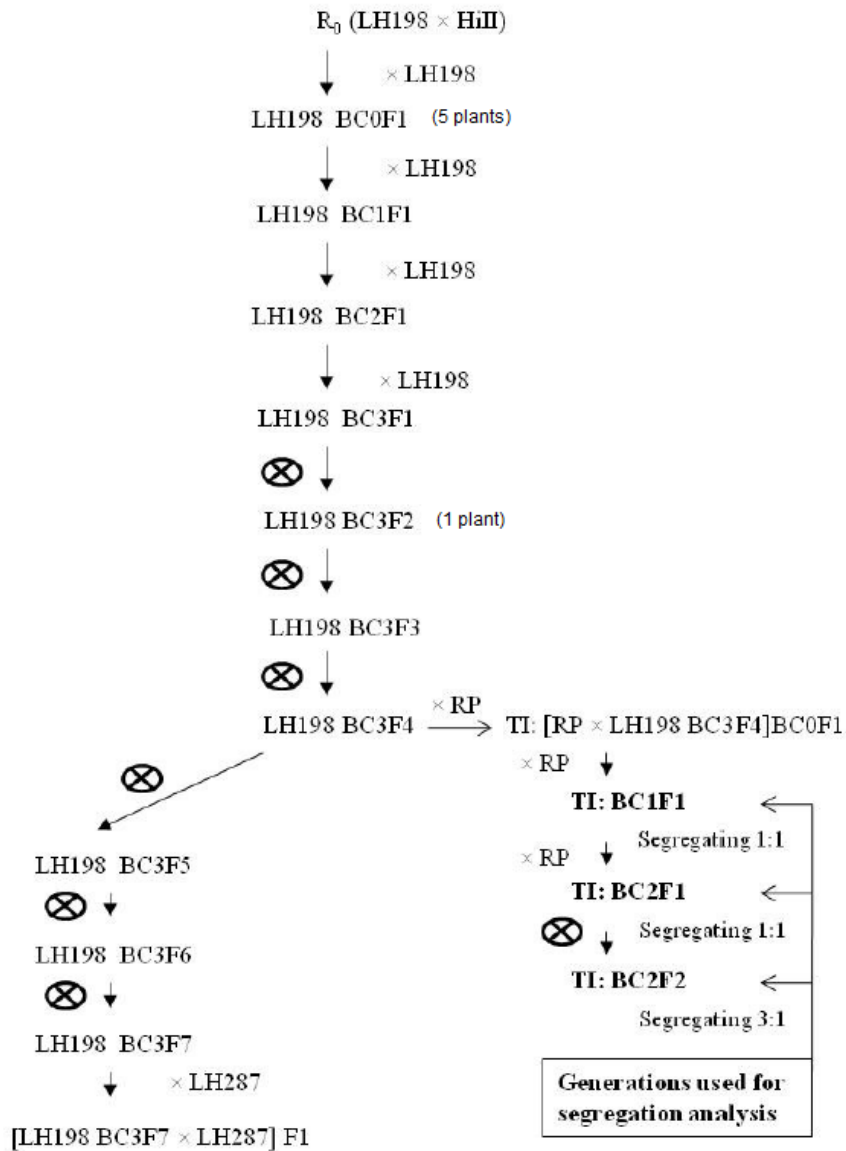 R₀ (LH198 × HiII)
× LH198
LH198 BC0F1 (5 plants)
× LH198
LH198 BC1F1
× LH198
LH198 BC2F1
× LH198
LH198 BC3F1
LH198 BC3F2 (1 plant)
LH198 BC3F3
LH198 BC3F4
× RP
TI: [RP × LH198 BC3F4]BC0F1
× RP
TI: BC1F1
Segregating 1:1
× RP
TI: BC2F1
Segregating 1:1
TI: BC2F2
Segregating 3:1
Generations used for
segregation analysis
LH198 BC3F5
LH198 BC3F6
LH198 BC3F7
× LH287
[LH198 BC3F7 × LH287] F1